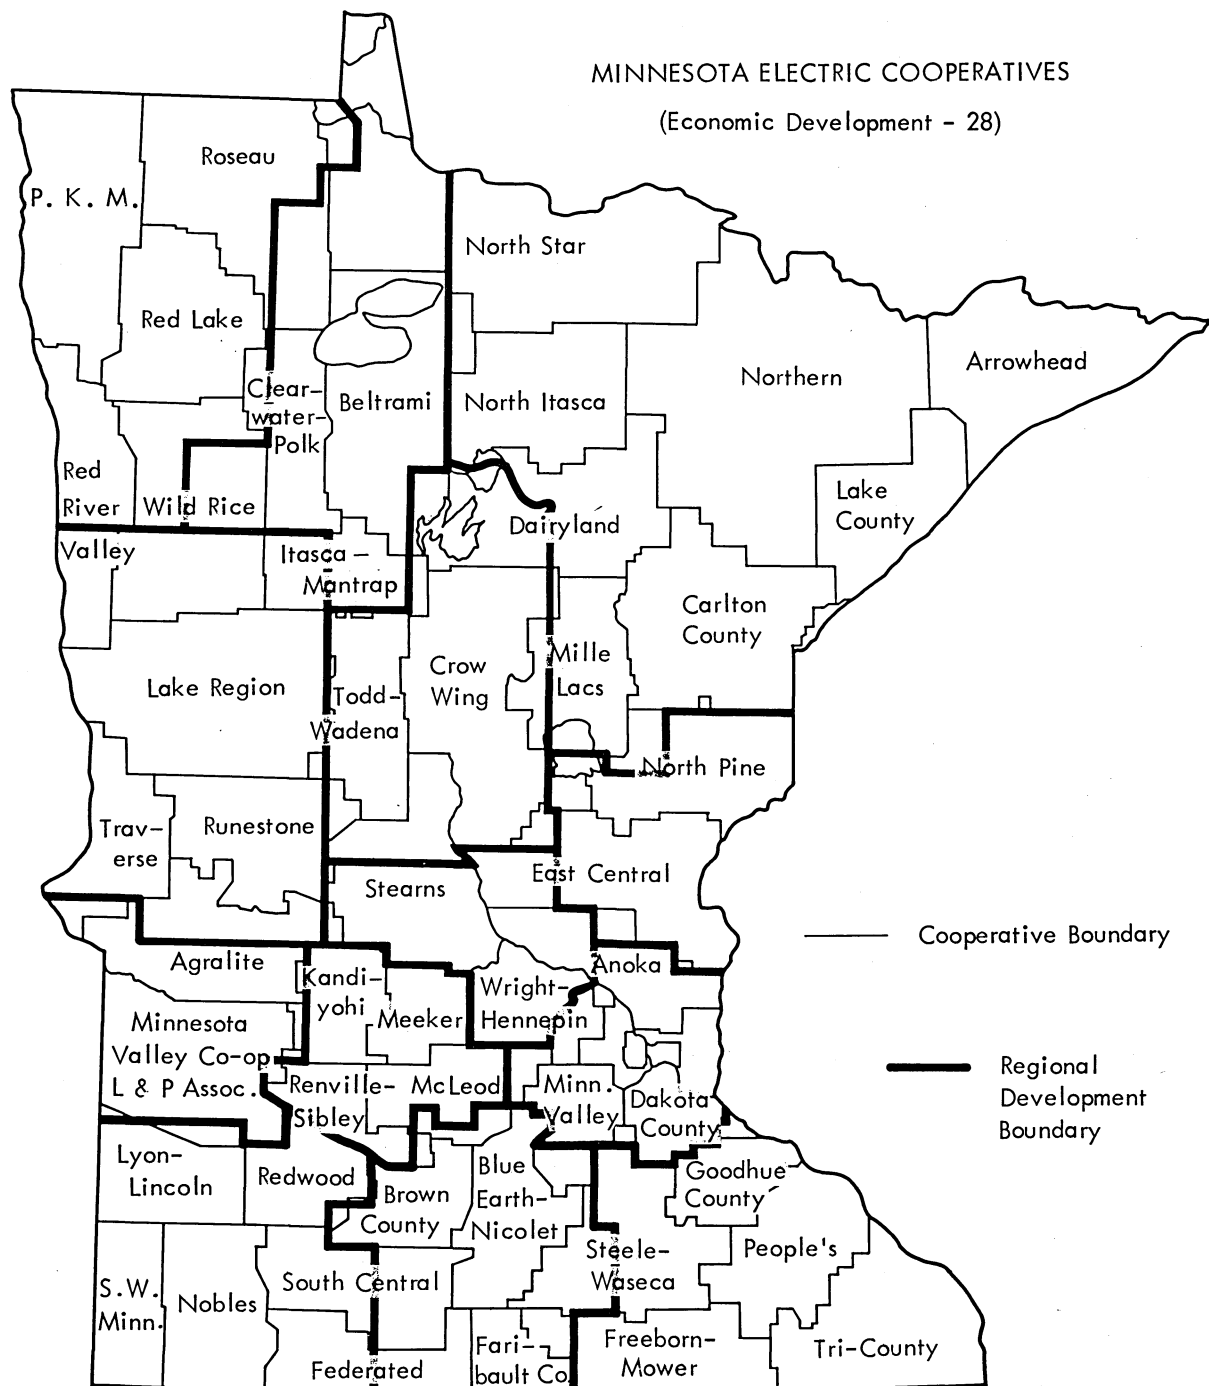 MINNESOTA ELECTRIC COOPERATIVES
(Economic Development - 28)
Roseau
P. K. M.
North Star
Red Lake
Arrowhead
Northern
Clear-
water-
Polk
Beltrami
North Itasca
Red
River
Valley
Wild Rice
Lake
County
Dairyland
Itasca-
Mantrap
Carlton
County
Mille
Lacs
Crow
Wing
Lake Region
Todd-
Wadena
North Pine
Trav-
erse
Runestone
East Central
Stearns
Cooperative Boundary
Agralite
Kandi-
yohi
Anoka
Wright-
Hennepin
Meeker
Minnesota
Valley Co-op
L & P Assoc.
Renville-
Sibley
McLeod
Minn.
Valley
Dakota
County
Regional
Development
Boundary
Lyon-
Lincoln
Redwood
Brown
County
Blue
Earth-
Nicolet
Goodhue
County
Steele-
Waseca
People's
S.W.
Minn.
Nobles
South Central
Federated
Fari-
bault Co.
Freeborn-
Mower
Tri-County